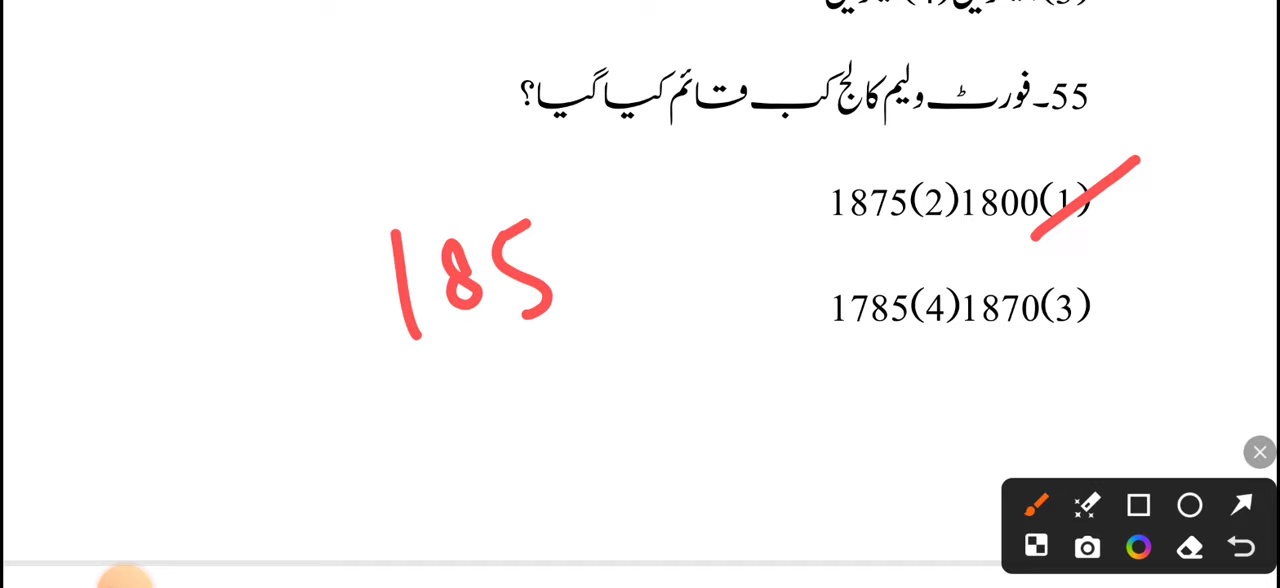 55۔فورٹ ولیم کالج کب قائم کیا گیا؟
(1)1800(2)1875
(3)1870(4)1785
185